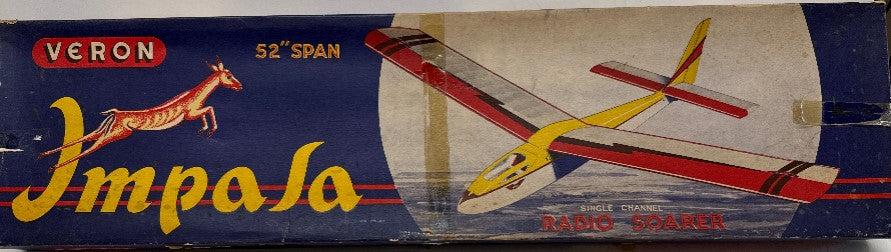 VERON
52" SPAN
Impala
SINGLE CHANNEL
RADIO SOARER